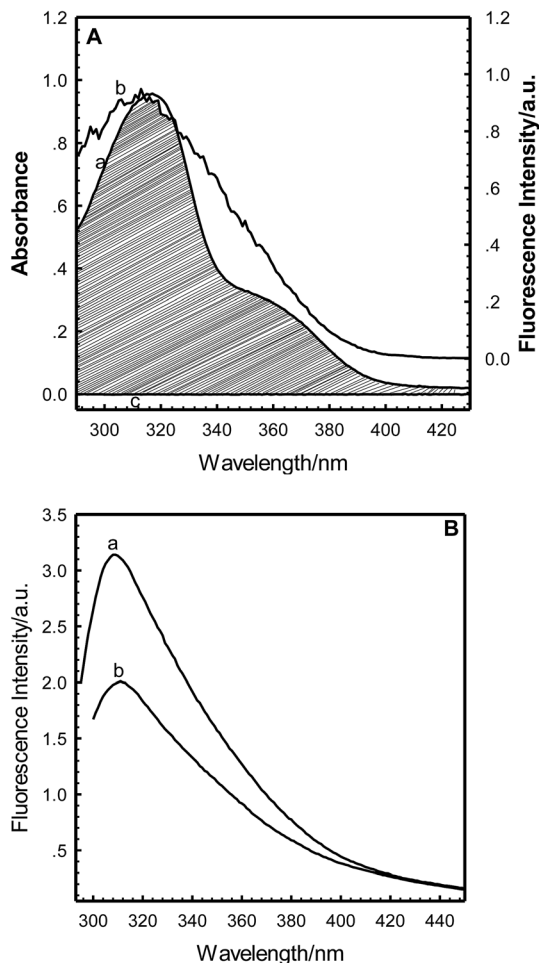 A
1.2
1.0
.8
.6
.4
.2
0.0
Absorbance
b
a
c
1.2
1.0
.8
.6
.4
.2
0.0
Fluorescence Intensity/a.u.
300 320 340 360 380 400 420
Wavelength/nm
B
3.5
3.0
2.5
2.0
1.5
1.0
.5
Fluorescence Intensity/a.u.
a
b
300 320 340 360 380 400 420 440
Wavelength/nm